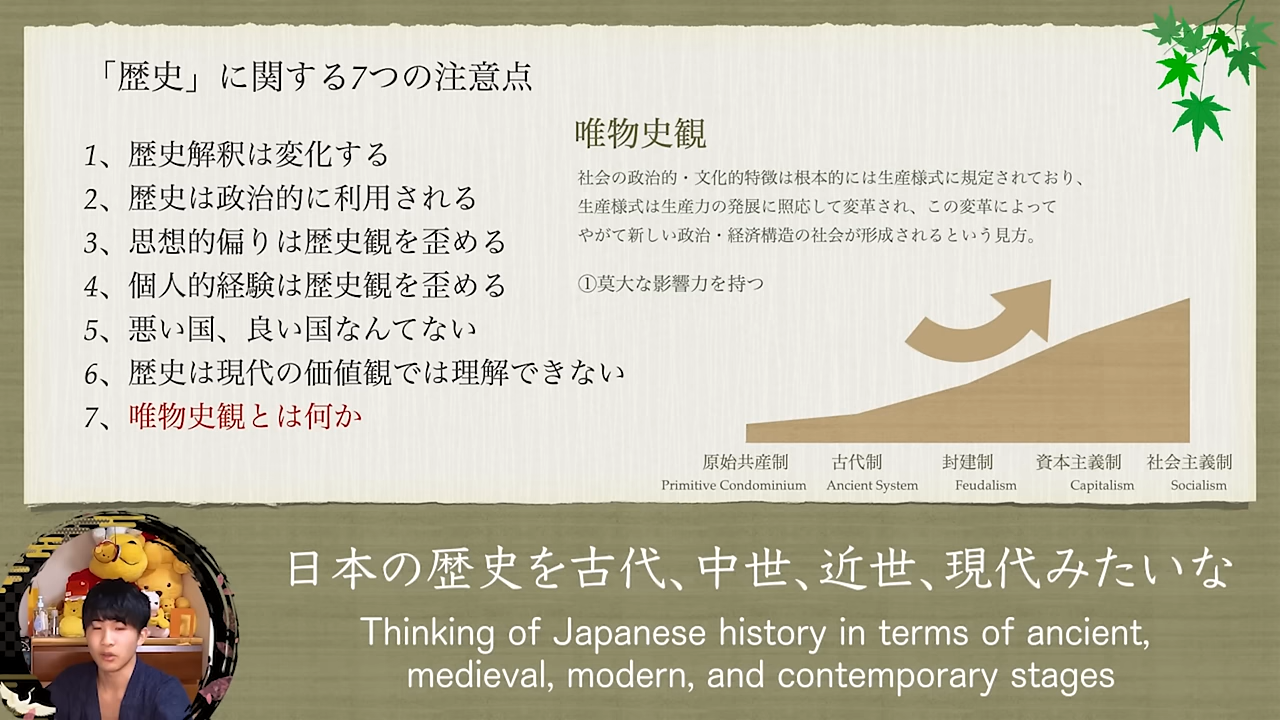 「歴史」に関する7つの注意点
1、歴史解釈は変化する
2、歴史は政治的に利用される
3、思想的偏りは歴史観を歪める
4、個人的経験は歴史観を歪める
5、悪い国、良い国なんてない
6、歴史は現代の価値観では理解できない
7、唯物史観とは何か
唯物史観
社会の政治的・文化的特徴は根本的には生産様式に規定されており、
生産様式は生産力の発展に照応して変革され、この変革によって
やがて新しい政治・経済構造の社会が形成されるという見方。
①莫大な影響力を持つ
原始共産制 古代制 封建制 資本主義制 社会主義制
Primitive Condominium Ancient System Feudalism Capitalism Socialism
日本の歴史を古代、中世、近世、現代みたいな
Thinking of Japanese history in terms of ancient,
medieval, modern, and contemporary stages